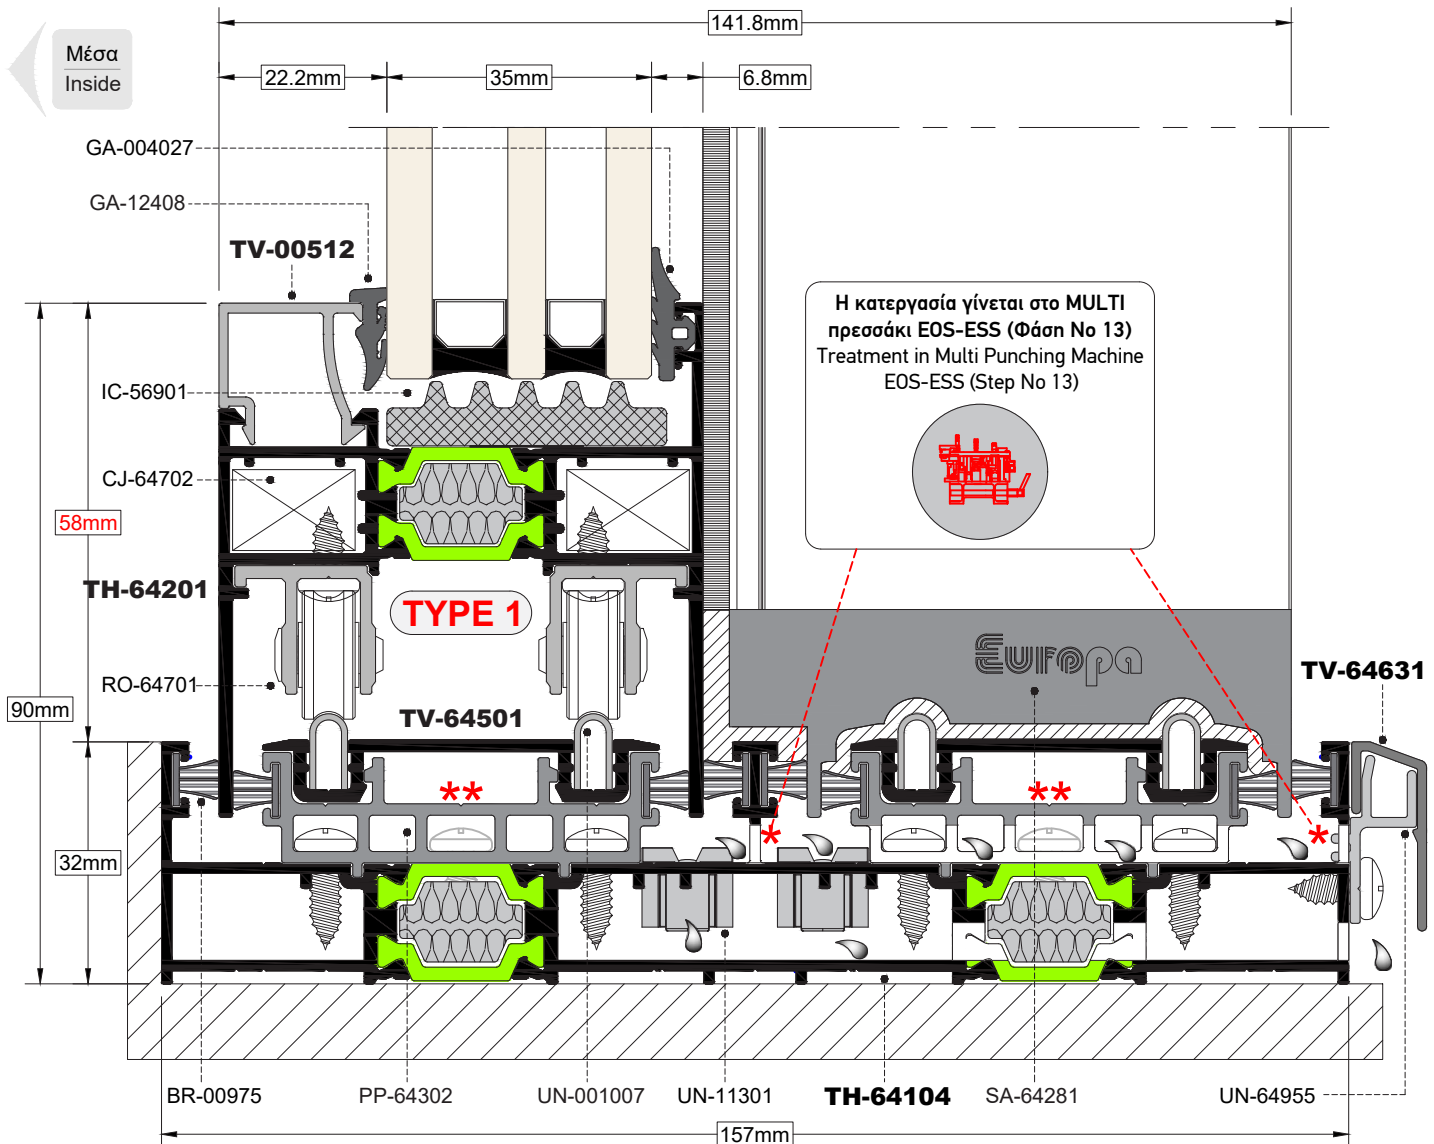 141.8mm
Μέσα
Inside
22.2mm
35mm
6.8mm
GA-004027
GA-12408
TV-00512
Η κατεργασία γίνεται στο MULTI
πρεσσάκι EOS-ESS (Φάση Νο 13)
Treatment in Multi Punching Machine
EOS-ESS (Step No 13)
IC-56901
CJ-64702
58mm
TH-64201
TYPE 1
Europa
TV-64631
RO-64701
90mm
TV-64501
**
**
*
*
32mm
BR-00975
PP-64302
UN-001007
UN-11301
TH-64104
SA-64281
UN-64955
157mm